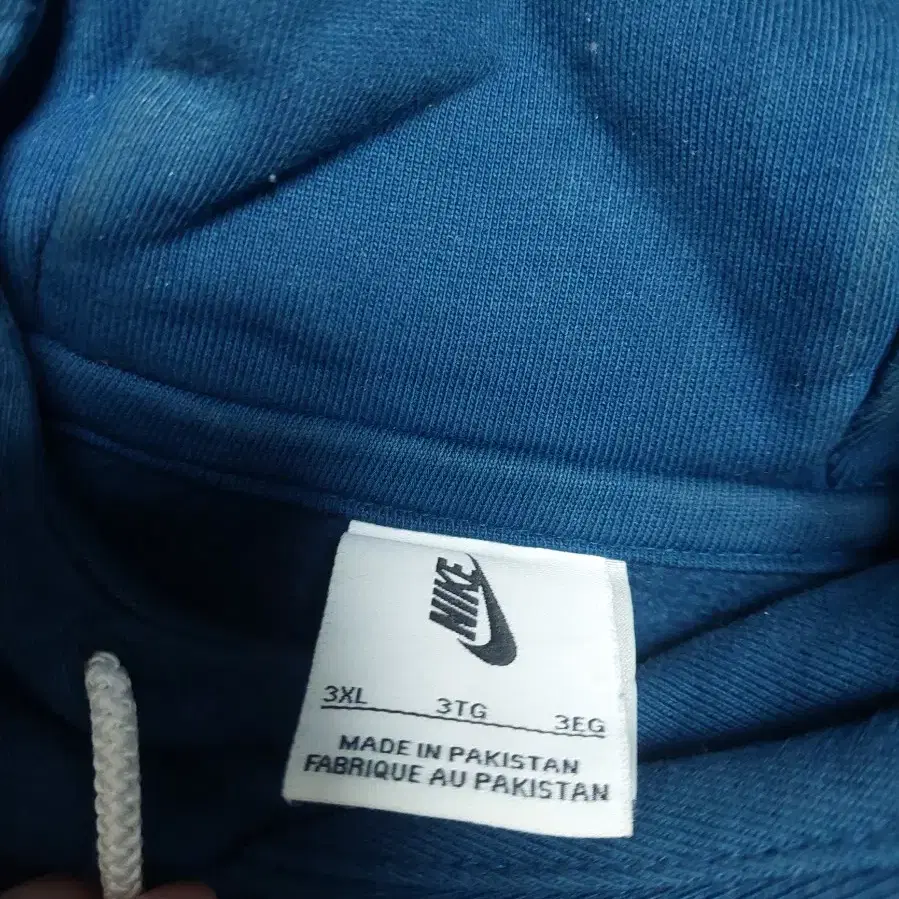 NIKE
3XL 3TG 3EG
MADE IN PAKISTAN
FABRIQUE AU PAKISTAN